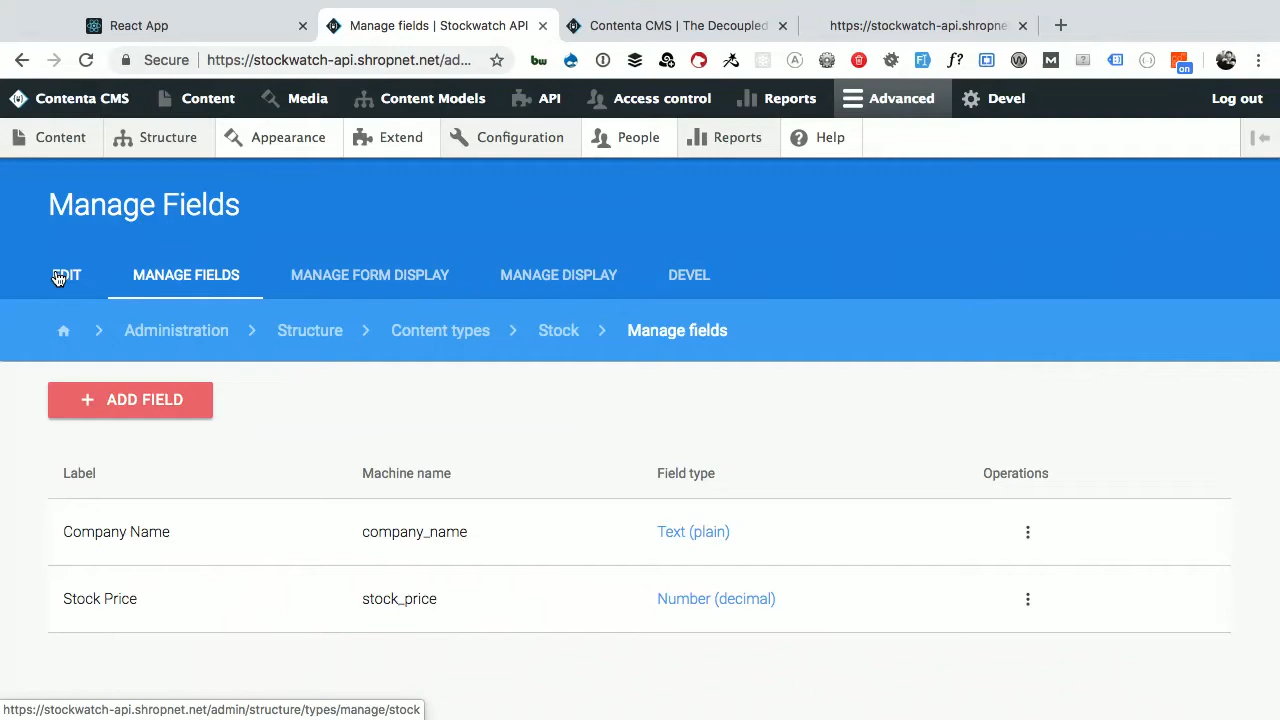 React App
Manage fields | Stockwatch API
Contenta CMS | The Decoupled
https://stockwatch-api.shropne
Secure
https://stockwatch-api.shropnet.net/ad...
bw
f?
on
Contenta CMS
Content
Media
Content Models
API
Access control
Reports
Advanced
Devel
Log out
Content
Structure
Appearance
Extend
Configuration
People
Reports
Help
Manage Fields
EDIT
MANAGE FIELDS
MANAGE FORM DISPLAY
MANAGE DISPLAY
DEVEL
Administration
Structure
Content types
Stock
Manage fields
+ ADD FIELD
Label
Machine name
Field type
Operations
Company Name
company_name
Text (plain)
Stock Price
stock_price
Number (decimal)
https://stockwatch-api.shropnet.net/admin/structure/types/manage/stock